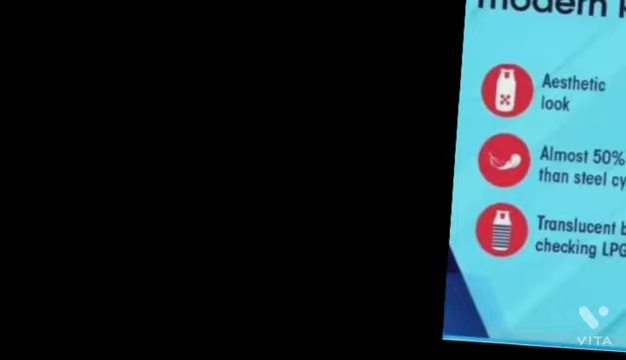 modern
Aesthetic
look
Almost 50%
than steel
Translucent
checking LPG
VITA